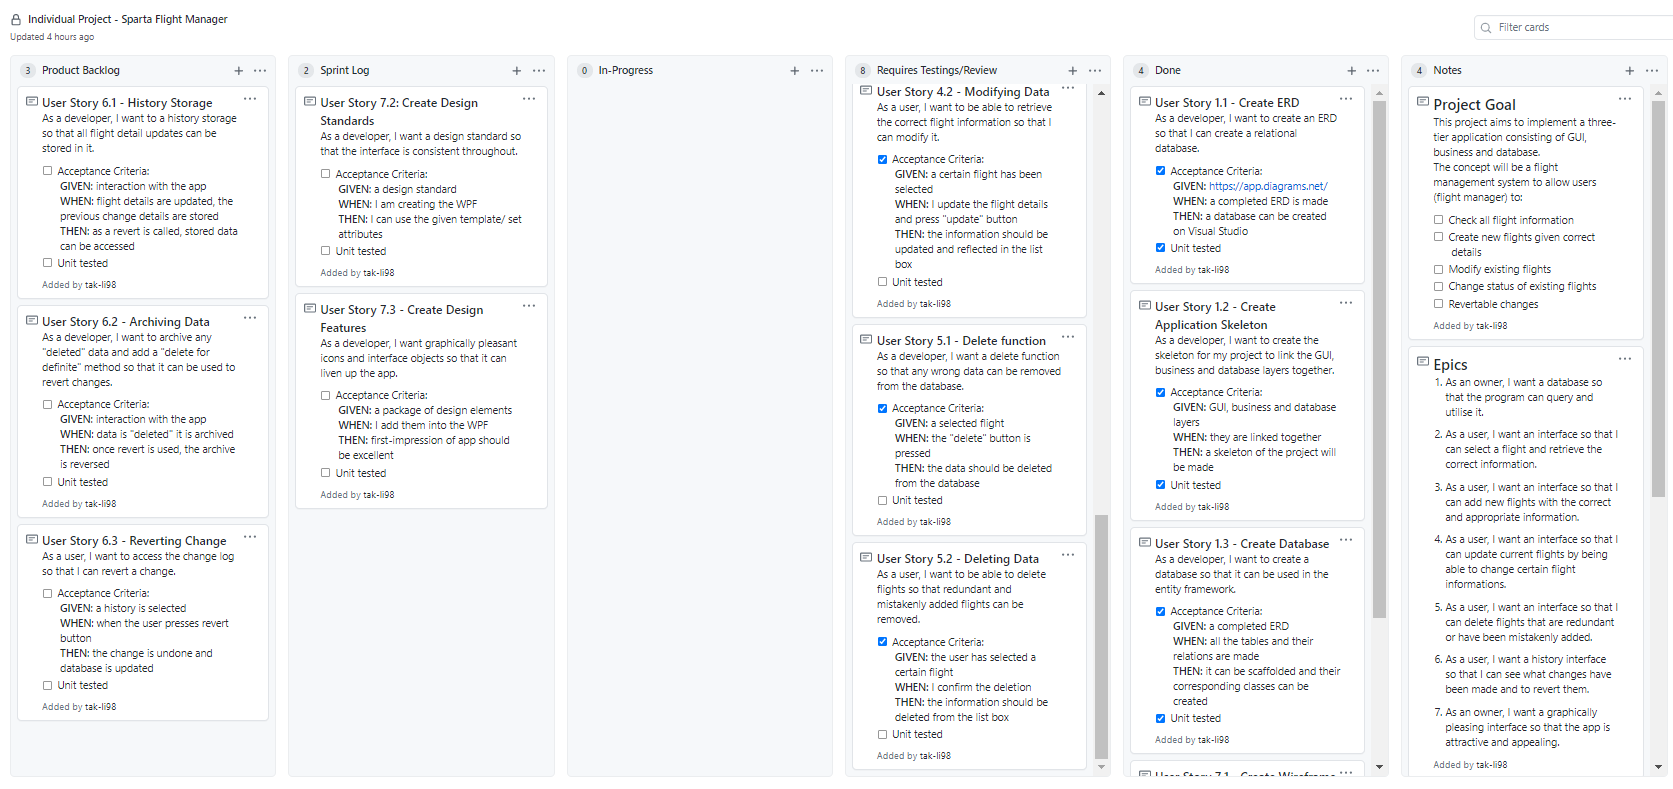 Individual Project - Sparta Flight Manager
Updated 4 hours ago
Filter cards
3 Product Backlog
User Story 6.1 - History Storage
As a developer, I want to a history storage
so that all flight detail updates can be
stored in it.
Acceptance Criteria:
GIVEN: interaction with the app
WHEN: flight details are updated, the
previous change details are stored
THEN: as a revert is called, stored data
can be accessed
Unit tested
Added by tak-li98
User Story 6.2 - Archiving Data
As a developer, I want to archive any
"deleted" data and add a "delete for
definite" method so that it can be used to
revert changes.
Acceptance Criteria:
GIVEN: interaction with the app
WHEN: data is "deleted" it is archived
THEN: once revert is used, the archive
is reversed
Unit tested
Added by tak-li98
User Story 6.3 - Reverting Change
As a user, I want to access the change log
so that I can revert a change.
Acceptance Criteria:
GIVEN: a history is selected
WHEN: when the user presses revert
button
THEN: the change is undone and
database is updated
Unit tested
Added by tak-li98
2 Sprint Log
User Story 7.2: Create Design
Standards
As a developer, I want a design standard so
that the interface is consistent throughout.
Acceptance Criteria:
GIVEN: a design standard
WHEN: I am creating the WPF
THEN: I can use the given template/ set
attributes
Unit tested
Added by tak-li98
User Story 7.3 - Create Design
Features
As a developer, I want graphically pleasant
icons and interface objects so that it can
liven up the app.
Acceptance Criteria:
GIVEN: a package of design elements
WHEN: I add them into the WPF
THEN: first-impression of app should
be excellent
Unit tested
Added by tak-li98
0 In-Progress
8 Requires Testings/Review
User Story 4.2 - Modifying Data
As a user, I want to be able to retrieve
the correct flight information so that I
can modify it.
Acceptance Criteria:
GIVEN: a certain flight has been
selected
WHEN: I update the flight details
and press "update" button
THEN: the information should be
updated and reflected in the list
box
Unit tested
Added by tak-li98
User Story 5.1 - Delete function
As a developer, I want a delete function
so that any wrong data can be removed
from the database.
Acceptance Criteria:
GIVEN: a selected flight
WHEN: the "delete" button is
pressed
THEN: the data should be deleted
from the database
Unit tested
Added by tak-li98
User Story 5.2 - Deleting Data
As a user, I want to be able to delete
flights so that redundant and
mistakenly added flights can be
removed.
Acceptance Criteria:
GIVEN: the user has selected a
certain flight
WHEN: I confirm the deletion
THEN: the information should be
deleted from the list box
Unit tested
Added by tak-li98
4 Done
User Story 1.1 - Create ERD
As a developer, I want to create an ERD
so that I can create a relational
database.
Acceptance Criteria:
GIVEN: https://app.diagrams.net/
WHEN: a completed ERD is made
THEN: a database can be created
on Visual Studio
Unit tested
Added by tak-li98
User Story 1.2 - Create
Application Skeleton
As a developer, I want to create the
skeleton for my project to link the GUI,
business and database layers together.
Acceptance Criteria:
GIVEN: GUI, business and database
layers
WHEN: they are linked together
THEN: a skeleton of the project will
be made
Unit tested
Added by tak-li98
User Story 1.3 - Create Database
As a developer, I want to create a
database so that it can be used in the
entity framework.
Acceptance Criteria:
GIVEN: a completed ERD
WHEN: all the tables and their
relations are made
THEN: it can be scaffolded and their
corresponding classes can be
created
Unit tested
Added by tak-li98
User Story 7.1 - Create Wireframe
4 Notes
Project Goal
This project aims to implement a three-
tier application consisting of GUI,
business and database.
The concept will be a flight
management system to allow users
(flight manager) to:
Check all flight information
Create new flights given correct
details
Modify existing flights
Change status of existing flights
Revertable changes
Added by tak-li98
Epics
1. As an owner, I want a database so
that the program can query and
utilise it.
2. As a user, I want an interface so that I
can select a flight and retrieve the
correct information.
3. As a user, I want an interface so that I
can add new flights with the correct
and appropriate information.
4. As a user, I want an interface so that I
can update current flights by being
able to change certain flight
informations.
5. As a user, I want an interface so that I
can delete flights that are redundant
or have been mistakenly added.
6. As a user, I want a history interface
so that I can see what changes have
been made and to revert them.
7. As an owner, I want a graphically
pleasing interface so that the app is
attractive and appealing.
Added by tak-li98